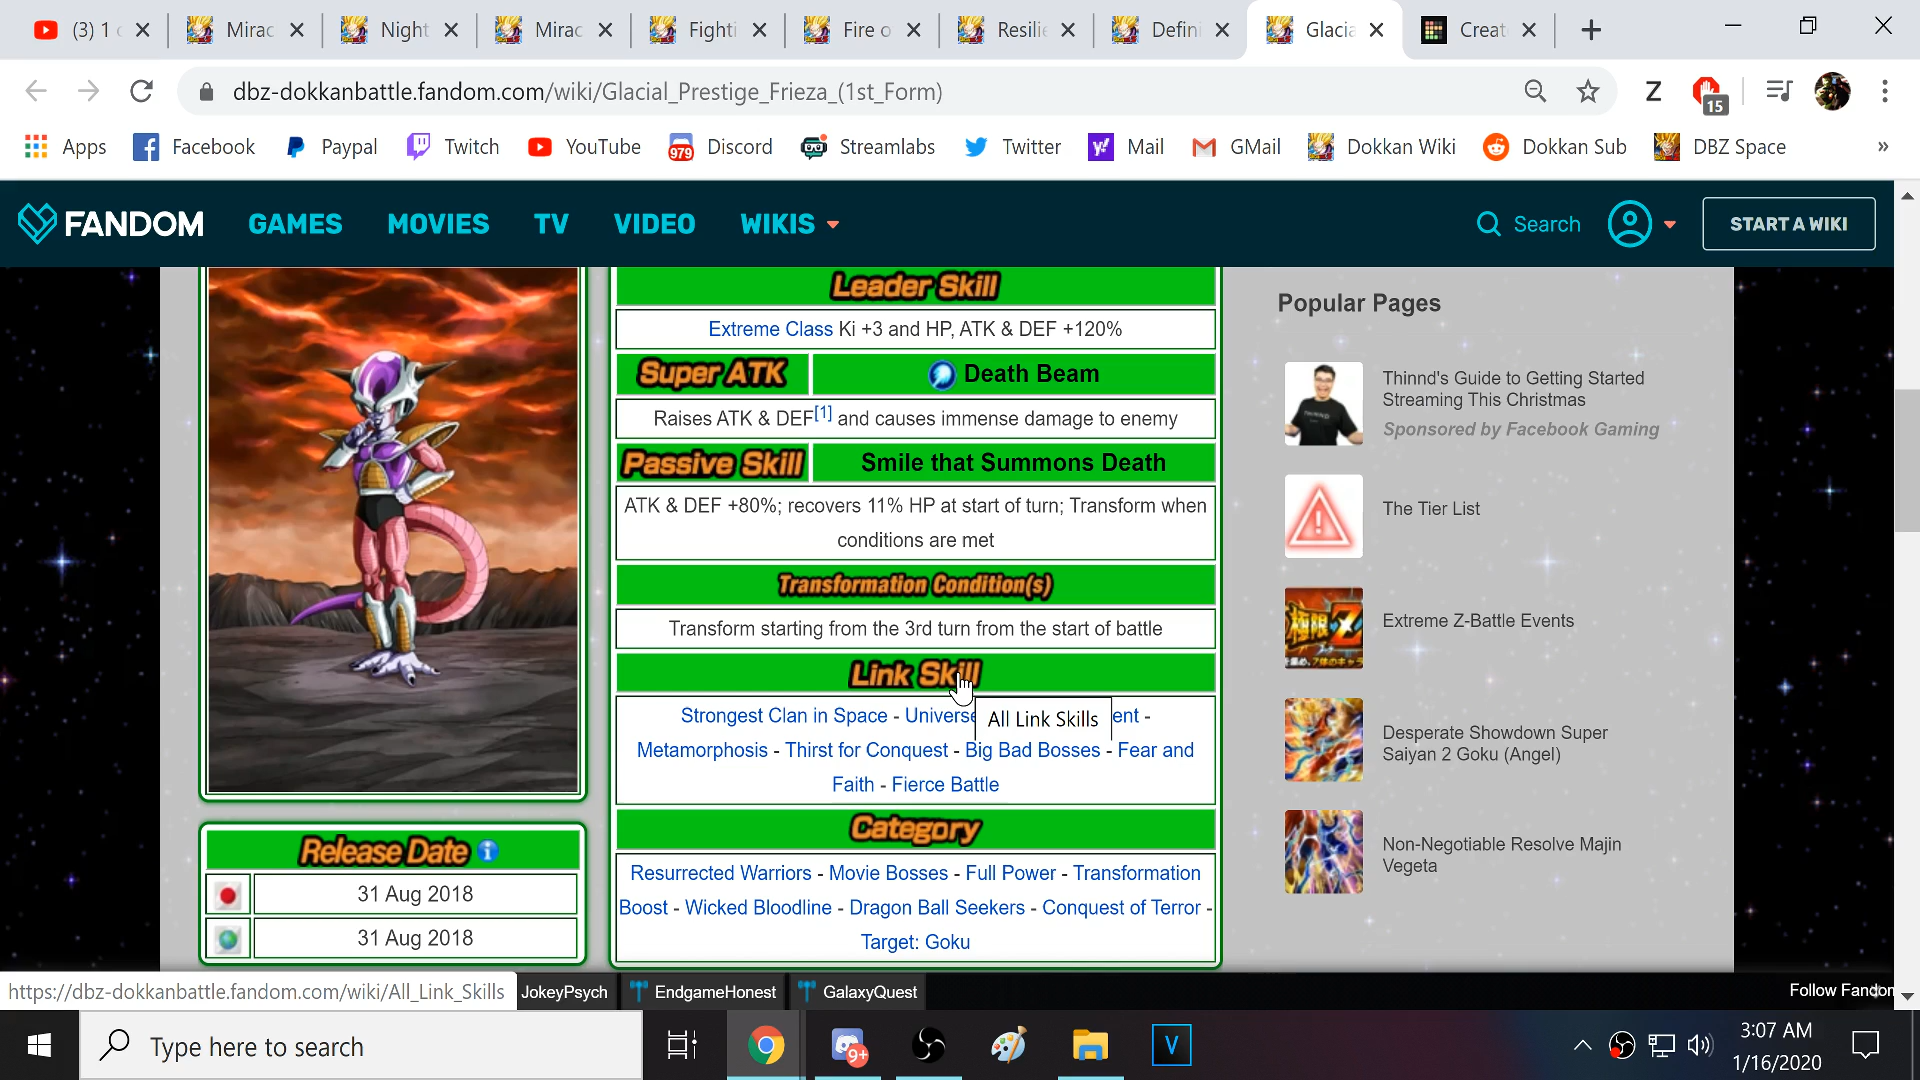 (3) 1 c
Mirac
Night
Mirac
Fighti
Fire o
Resilie
Defini
Glacia
Creat
dbz-dokkanbattle.fandom.com/wiki/Glacial_Prestige_Frieza_(1st_Form)
Z
15
Apps
Facebook
Paypal
Twitch
YouTube
979
Discord
Streamlabs
Twitter
Mail
GMail
Dokkan Wiki
Dokkan Sub
DBZ Space
FANDOM
GAMES
MOVIES
TV
VIDEO
WIKIS
Search
START A WIKI
Leader Skill
Extreme Class Ki +3 and HP, ATK & DEF +120%
Super ATK
Death Beam
Raises ATK & DEF[1] and causes immense damage to enemy
Passive Skill
Smile that Summons Death
ATK & DEF +80%; recovers 11% HP at start of turn; Transform when
conditions are met
Transformation Condition(s)
Transform starting from the 3rd turn from the start of battle
Link Skill
Strongest Clan in Space - Universe ent -
All Link Skills
Metamorphosis - Thirst for Conquest - Big Bad Bosses - Fear and
Faith - Fierce Battle
Category
Resurrected Warriors - Movie Bosses - Full Power - Transformation
Boost - Wicked Bloodline - Dragon Ball Seekers - Conquest of Terror -
Target: Goku
Release Date
31 Aug 2018
31 Aug 2018
Popular Pages
Thinnd's Guide to Getting Started
Streaming This Christmas
Sponsored by Facebook Gaming
The Tier List
Extreme Z-Battle Events
Desperate Showdown Super
Saiyan 2 Goku (Angel)
Non-Negotiable Resolve Majin
Vegeta
https://dbz-dokkanbattle.fandom.com/wiki/All_Link_Skills
JokeyPsych
EndgameHonest
GalaxyQuest
Follow Fandom
Type here to search
9+
V
3:07 AM
1/16/2020